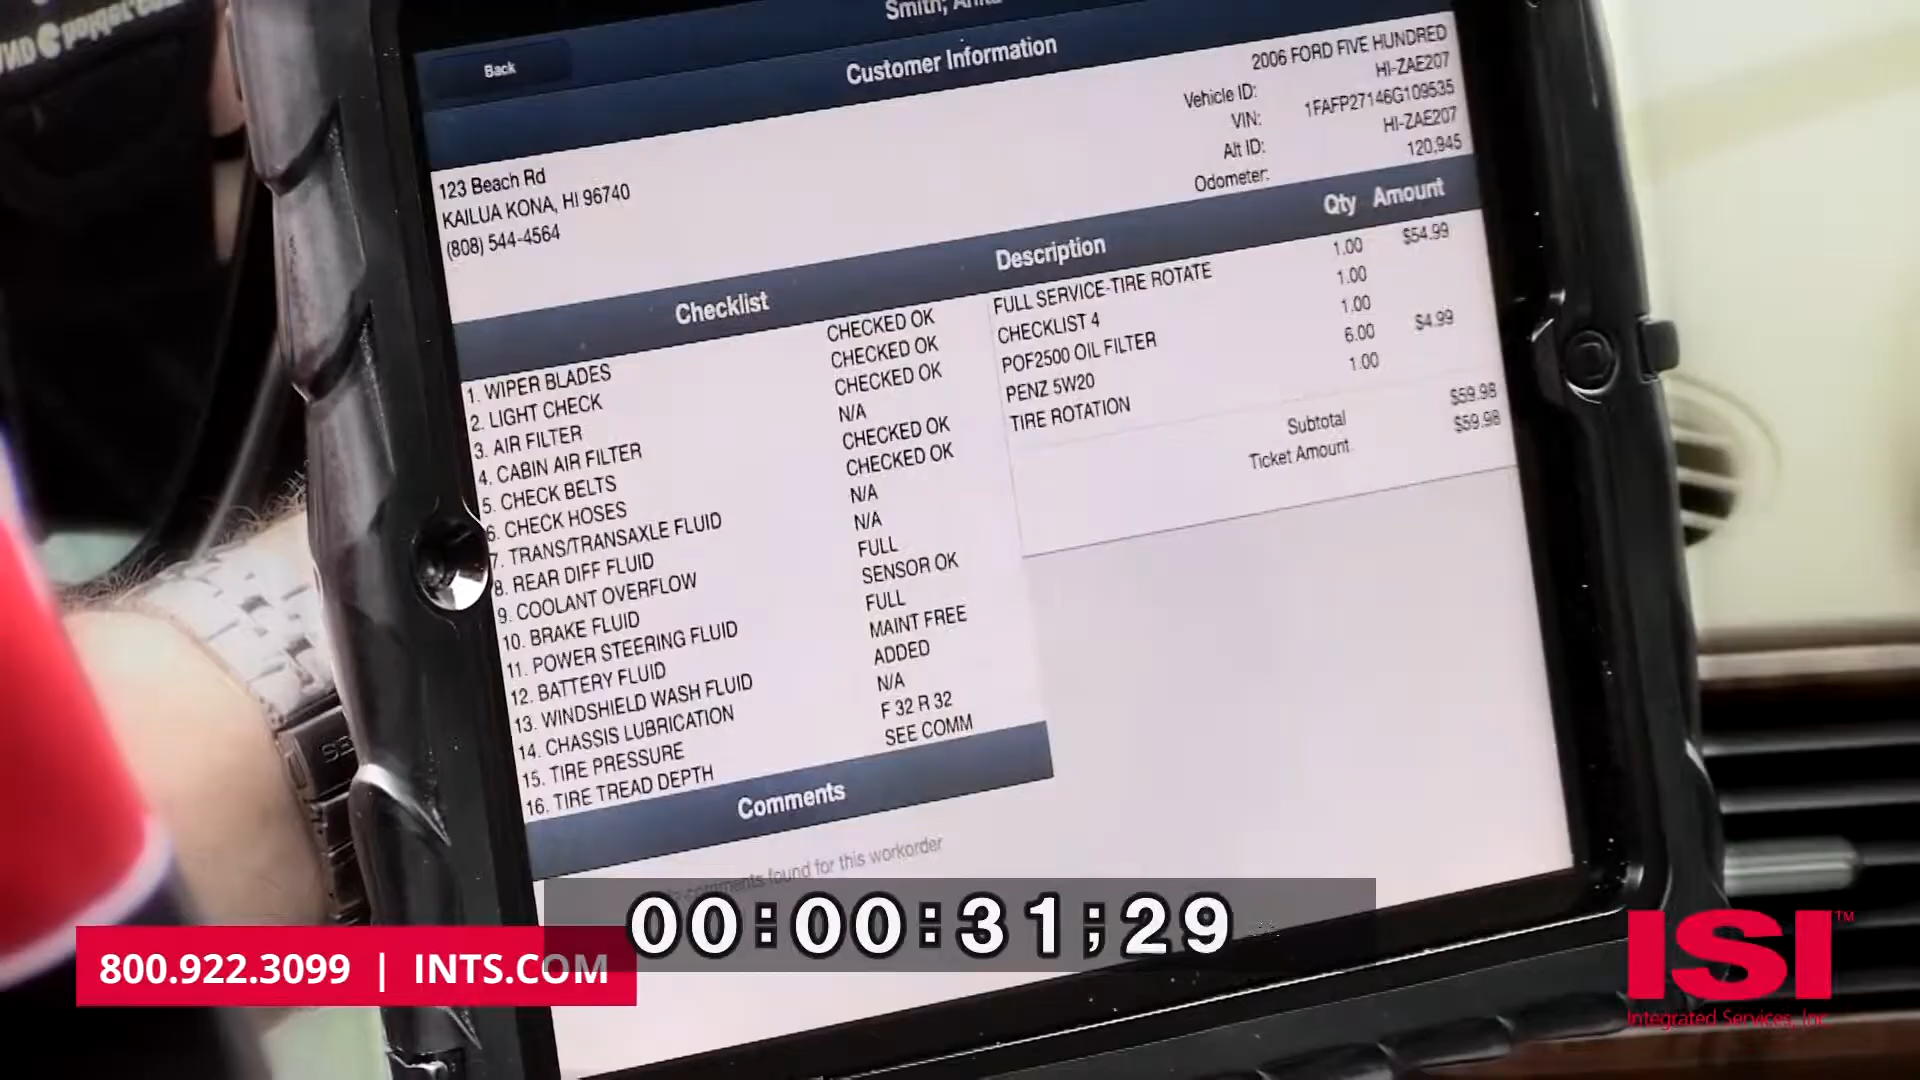 Smith,
Back
Customer Information
2006 FORD FIVE HUNDRED
Vehicle ID: HI-ZAE207
VIN: 1FAFP27146G109535
Alt ID: HI-ZAE207
Odometer: 120,945
123 Beach Rd
KAILUA KONA, HI 96740
(808) 544-4564
Checklist
1. WIPER BLADES CHECKED OK
2. LIGHT CHECK CHECKED OK
3. AIR FILTER CHECKED OK
4. CABIN AIR FILTER N/A
5. CHECK BELTS CHECKED OK
6. CHECK HOSES CHECKED OK
7. TRANS/TRANSAXLE FLUID N/A
8. REAR DIFF FLUID N/A
9. COOLANT OVERFLOW FULL
10. BRAKE FLUID SENSOR OK
11. POWER STEERING FLUID FULL
12. BATTERY FLUID MAINT FREE
13. WINDSHIELD WASH FLUID ADDED
14. CHASSIS LUBRICATION N/A
15. TIRE PRESSURE F 32 R 32
16. TIRE TREAD DEPTH SEE COMM
Description Qty Amount
FULL SERVICE-TIRE ROTATE 1.00 $54.99
CHECKLIST 4 1.00
POF2500 OIL FILTER 1.00
PENZ 5W20 6.00 $4.99
TIRE ROTATION 1.00
Subtotal $59.98
Ticket Amount $59.98
Comments
comments found for this workorder
00:00:31;29
800.922.3099 | INTS.COM
ISI™
Integrated Services, Inc.